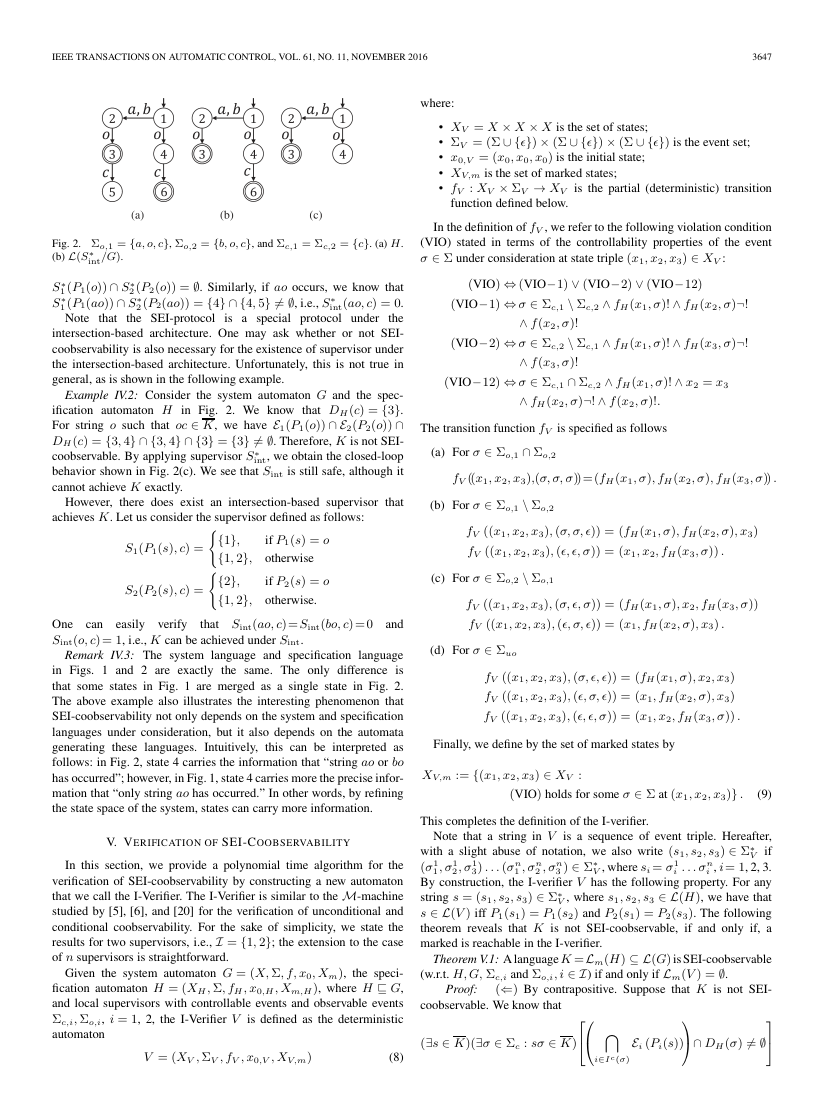 IEEE TRANSACTIONS ON AUTOMATIC CONTROL, VOL. 61, NO. 11, NOVEMBER 2016
3647
a, b
2
1
o
o
3
4
c
c
5
6
(a)
a, b
2
1
o
o
3
4
c
6
(b)
a, b
2
1
o
o
3
4
(c)
Fig. 2. Σo,1 = {a, o, c}, Σo,2 = {b, o, c}, and Σc,1 = Σc,2 = {c}. (a) H.
(b) L(S*int/G).
S*1(P1(o)) ∩ S*2(P2(o)) = ∅. Similarly, if ao occurs, we know that
S*1(P1(ao)) ∩ S*2(P2(ao)) = {4} ∩ {4, 5} ≠ ∅, i.e., S*int(ao, c) = 0.
Note that the SEI-protocol is a special protocol under the
intersection-based architecture. One may ask whether or not SEI-
coobservability is also necessary for the existence of supervisor under
the intersection-based architecture. Unfortunately, this is not true in
general, as is shown in the following example.
Example IV.2: Consider the system automaton G and the spec-
ification automaton H in Fig. 2. We know that DH(c) = {3}.
For string o such that oc ∈ K̅, we have E1(P1(o)) ∩ E2(P2(o)) ∩
DH(c) = {3, 4} ∩ {3, 4} ∩ {3} = {3} ≠ ∅. Therefore, K is not SEI-
coobservable. By applying supervisor S*int, we obtain the closed-loop
behavior shown in Fig. 2(c). We see that Sint is still safe, although it
cannot achieve K exactly.
However, there does exist an intersection-based supervisor that
achieves K. Let us consider the supervisor defined as follows:
S1(P1(s), c) = { {1}, if P1(s) = o
{1, 2}, otherwise
S2(P2(s), c) = { {2}, if P2(s) = o
{1, 2}, otherwise.
One can easily verify that Sint(ao, c)=Sint(bo, c)=0 and
Sint(o, c) = 1, i.e., K can be achieved under Sint.
Remark IV.3: The system language and specification language
in Figs. 1 and 2 are exactly the same. The only difference is
that some states in Fig. 1 are merged as a single state in Fig. 2.
The above example also illustrates the interesting phenomenon that
SEI-coobservability not only depends on the system and specification
languages under consideration, but it also depends on the automata
generating these languages. Intuitively, this can be interpreted as
follows: in Fig. 2, state 4 carries the information that “string ao or bo
has occurred”; however, in Fig. 1, state 4 carries more the precise infor-
mation that “only string ao has occurred.” In other words, by refining
the state space of the system, states can carry more information.
V. VERIFICATION OF SEI-COOBSERVABILITY
In this section, we provide a polynomial time algorithm for the
verification of SEI-coobservability by constructing a new automaton
that we call the I-Verifier. The I-Verifier is similar to the M-machine
studied by [5], [6], and [20] for the verification of unconditional and
conditional coobservability. For the sake of simplicity, we state the
results for two supervisors, i.e., I = {1, 2}; the extension to the case
of n supervisors is straightforward.
Given the system automaton G = (X, Σ, f, x0, Xm), the speci-
fication automaton H = (XH, Σ, fH, x0,H, Xm,H), where H ⊑ G,
and local supervisors with controllable events and observable events
Σc,i, Σo,i, i = 1, 2, the I-Verifier V is defined as the deterministic
automaton
V = (XV, ΣV, fV, x0,V, XV,m) (8)
where:
• XV = X × X × X is the set of states;
• ΣV = (Σ ∪ {ϵ}) × (Σ ∪ {ϵ}) × (Σ ∪ {ϵ}) is the event set;
• x0,V = (x0, x0, x0) is the initial state;
• XV,m is the set of marked states;
• fV : XV × ΣV → XV is the partial (deterministic) transition
function defined below.
In the definition of fV, we refer to the following violation condition
(VIO) stated in terms of the controllability properties of the event
σ ∈ Σ under consideration at state triple (x1, x2, x3) ∈ XV:
(VIO) ⇔ (VIO−1) ∨ (VIO−2) ∨ (VIO−12)
(VIO−1) ⇔ σ ∈ Σc,1 \ Σc,2 ∧ fH(x1, σ)! ∧ fH(x2, σ)¬!
∧ f(x2, σ)!
(VIO−2) ⇔ σ ∈ Σc,2 \ Σc,1 ∧ fH(x1, σ)! ∧ fH(x3, σ)¬!
∧ f(x3, σ)!
(VIO−12) ⇔ σ ∈ Σc,1 ∩ Σc,2 ∧ fH(x1, σ)! ∧ x2 = x3
∧ fH(x2, σ)¬! ∧ f(x2, σ)!.
The transition function fV is specified as follows
(a) For σ ∈ Σo,1 ∩ Σo,2
fV((x1, x2, x3),(σ, σ, σ))=(fH(x1, σ), fH(x2, σ), fH(x3, σ)).
(b) For σ ∈ Σo,1 \ Σo,2
fV ((x1, x2, x3), (σ, σ, ϵ)) = (fH(x1, σ), fH(x2, σ), x3)
fV ((x1, x2, x3), (ϵ, ϵ, σ)) = (x1, x2, fH(x3, σ)).
(c) For σ ∈ Σo,2 \ Σo,1
fV ((x1, x2, x3), (σ, ϵ, σ)) = (fH(x1, σ), x2, fH(x3, σ))
fV ((x1, x2, x3), (ϵ, σ, ϵ)) = (x1, fH(x2, σ), x3).
(d) For σ ∈ Σuo
fV ((x1, x2, x3), (σ, ϵ, ϵ)) = (fH(x1, σ), x2, x3)
fV ((x1, x2, x3), (ϵ, σ, ϵ)) = (x1, fH(x2, σ), x3)
fV ((x1, x2, x3), (ϵ, ϵ, σ)) = (x1, x2, fH(x3, σ)).
Finally, we define by the set of marked states by
XV,m := {(x1, x2, x3) ∈ XV :
(VIO) holds for some σ ∈ Σ at (x1, x2, x3)}. (9)
This completes the definition of the I-verifier.
Note that a string in V is a sequence of event triple. Hereafter,
with a slight abuse of notation, we also write (s1, s2, s3) ∈ Σ*V if
(σ¹1, σ¹2, σ¹3) . . . (σⁿ1, σⁿ2, σⁿ3) ∈ Σ*V, where si = σ¹i . . . σⁿi, i = 1, 2, 3.
By construction, the I-verifier V has the following property. For any
string s = (s1, s2, s3) ∈ Σ*V, where s1, s2, s3 ∈ L(H), we have that
s ∈ L(V) iff P1(s1) = P1(s2) and P2(s1) = P2(s3). The following
theorem reveals that K is not SEI-coobservable, if and only if, a
marked is reachable in the I-verifier.
Theorem V.1: A language K = Lm(H) ⊆ L(G) is SEI-coobservable
(w.r.t. H, G, Σc,i and Σo,i, i ∈ I) if and only if Lm(V) = ∅.
Proof: (⇐) By contrapositive. Suppose that K is not SEI-
coobservable. We know that
(∃s ∈ K̅)(∃σ ∈ Σc : sσ ∈ K̅) [ ( ⋂ i∈Ic(σ) Ei (Pi(s)) ) ∩ DH(σ) ≠ ∅ ]